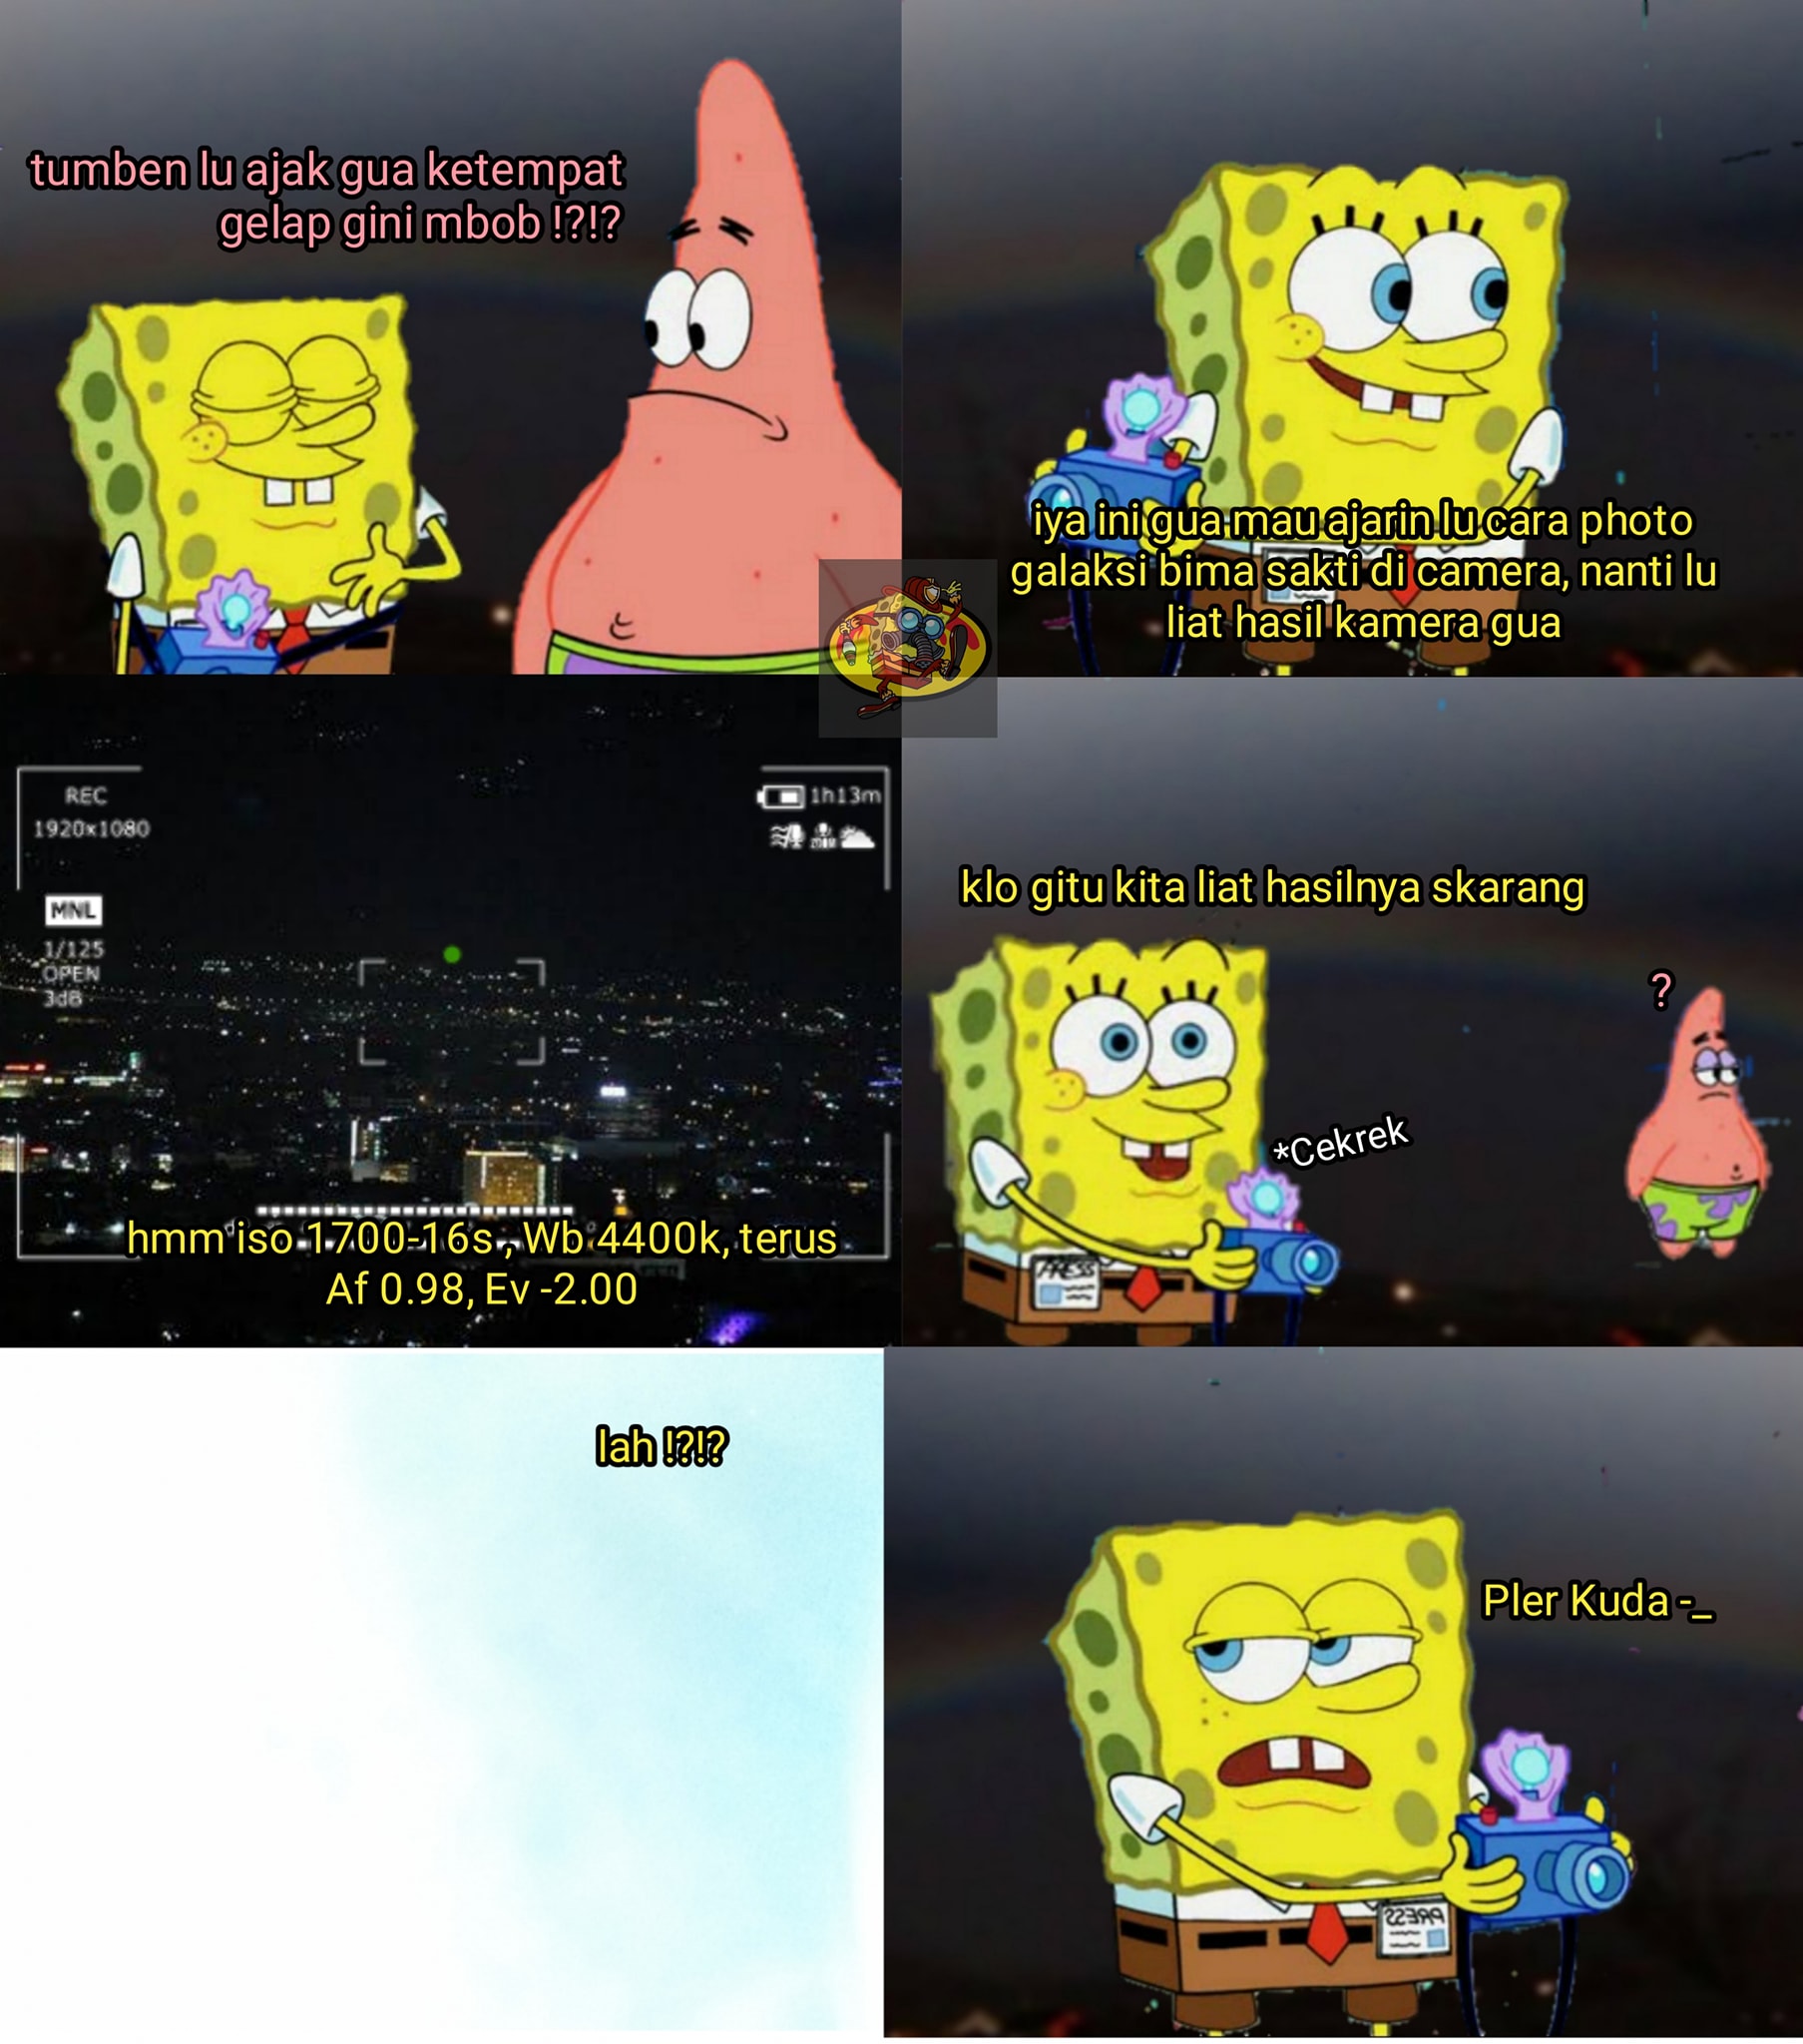 tumben lu ajak gua ketempat
gelap gini mbob !?!?
iya ini gua mau ajarin lu cara photo
galaksi bima sakti di camera, nanti lu
liat hasil kamera gua
REC
1920x1080
1h13m
ZOOM
MNL
1/125
OPEN
3dB
hmm iso 1700-16s , Wb 4400k, terus
Af 0.98, Ev -2.00
klo gitu kita liat hasilnya skarang
?
*Cekrek
PRESS
lah !?!?
Pler Kuda -_
PRESS